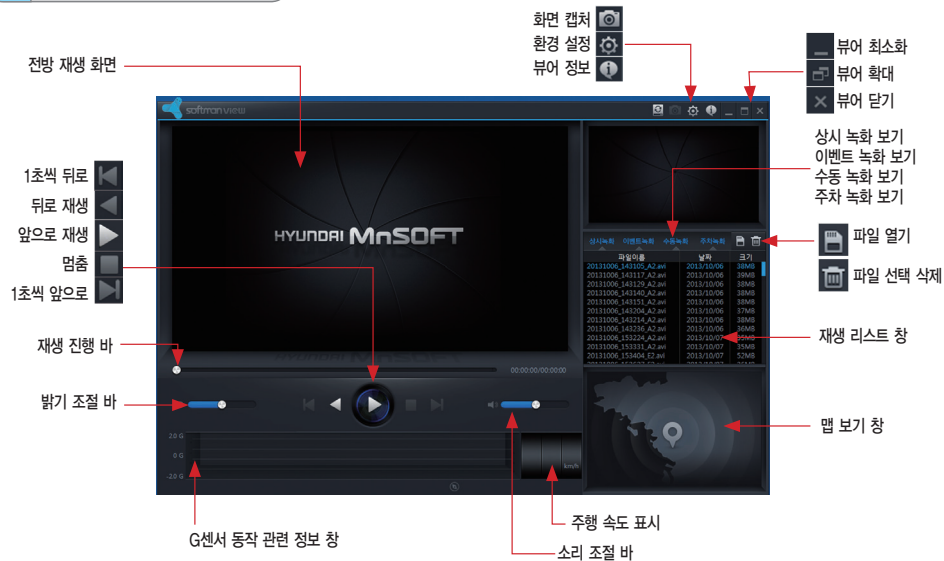 화면 캡처
환경 설정
뷰어 정보
뷰어 최소화
뷰어 확대
뷰어 닫기
전방 재생 화면
softman view
상시 녹화 보기
이벤트 녹화 보기
수동 녹화 보기
주차 녹화 보기
1초씩 뒤로
뒤로 재생
앞으로 재생
멈춤
1초씩 앞으로
HYUNDAI MnSOFT
상시녹화 이벤트녹화 수동녹화 주차녹화
파일 열기
파일 선택 삭제
파일이름 날짜 크기
20131006_143105_A2.avi 2013/10/06 38MB
20131006_143117_A2.avi 2013/10/06 39MB
20131006_143129_A2.avi 2013/10/06 38MB
20131006_143140_A2.avi 2013/10/06 38MB
20131006_143151_A2.avi 2013/10/06 38MB
20131006_143204_A2.avi 2013/10/06 37MB
20131006_143214_A2.avi 2013/10/06 38MB
20131006_143236_A2.avi 2013/10/06 36MB
20131006_153224_A2.avi 2013/10/07 35MB
20131006_153331_A2.avi 2013/10/07 35MB
20131006_153404_E2.avi 2013/10/07 52MB
재생 리스트 창
재생 진행 바
00:00:00/00:00:00
밝기 조절 바
맵 보기 창
2.0 G
0 G
-2.0 G
km/h
G센서 동작 관련 정보 창
주행 속도 표시
소리 조절 바